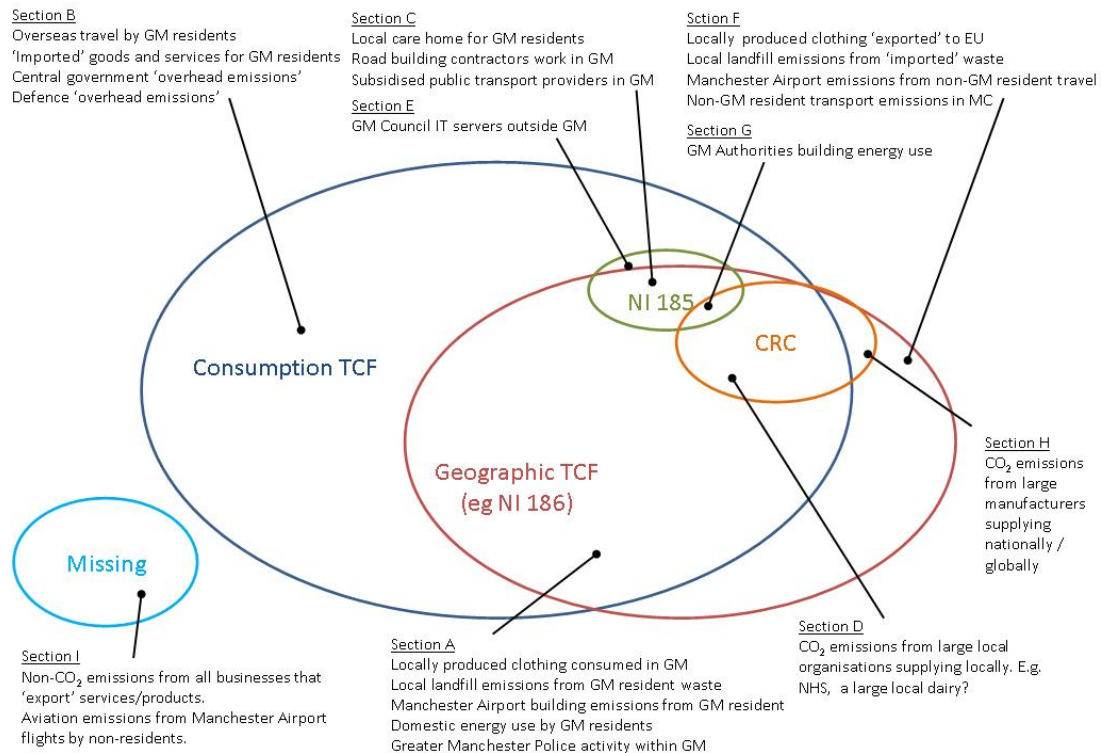 Section B
Overseas travel by GM residents
‘Imported’ goods and services for GM residents
Central government ‘overhead emissions’
Defence ‘overhead emissions’
Section C
Local care home for GM residents
Road building contractors work in GM
Subsidised public transport providers in GM
Section E
GM Council IT servers outside GM
Sction F
Locally produced clothing ‘exported’ to EU
Local landfill emissions from ‘imported’ waste
Manchester Airport emissions from non-GM resident travel
Non-GM resident transport emissions in MC
Section G
GM Authorities building energy use
NI 185
CRC
Consumption TCF
Geographic TCF
(eg NI 186)
Missing
Section H
CO₂ emissions
from large
manufacturers
supplying
nationally /
globally
Section I
Non-CO₂ emissions from all businesses that
‘export’ services/products.
Aviation emissions from Manchester Airport
flights by non-residents.
Section A
Locally produced clothing consumed in GM
Local landfill emissions from GM resident waste
Manchester Airport building emissions from GM resident
Domestic energy use by GM residents
Greater Manchester Police activity within GM
Section D
CO₂ emissions from large local
organisations supplying locally. E.g.
NHS, a large local dairy?